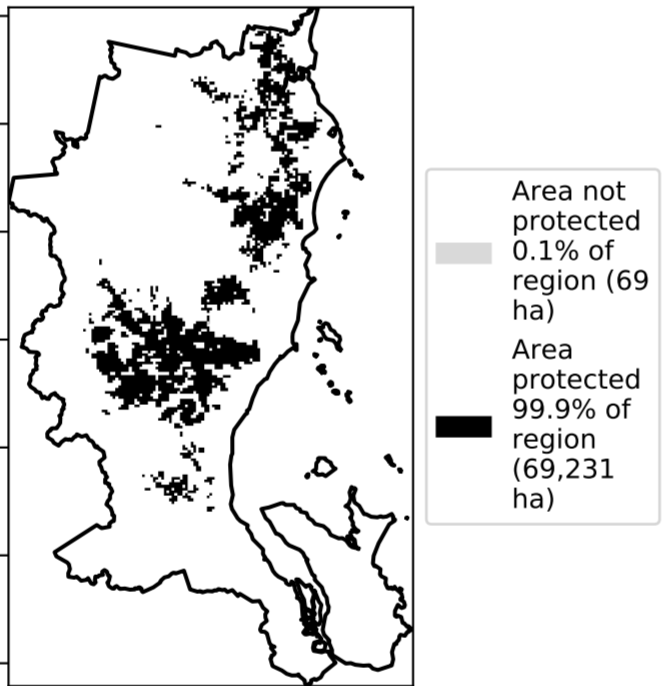 Area not
protected
0.1% of
region (69
ha)
Area
protected
99.9% of
region
(69,231
ha)